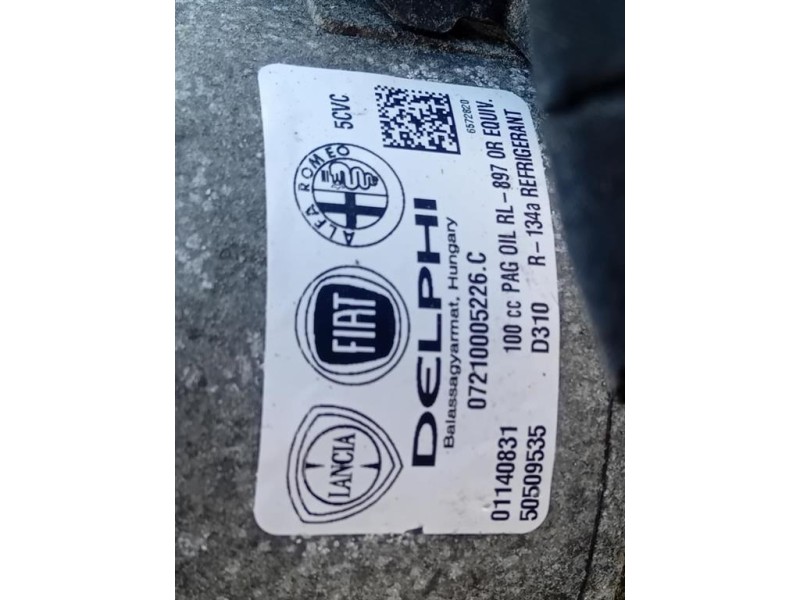 LANCIA
FIAT
ALFA ROMEO
5CVC
DELPHI
Balassagyarmat, Hungary
6572820
07210005226.C
100 cc PAG OIL RL-897 OR EQUIV.
01140831
D310
R-134a REFRIGERANT
50509535